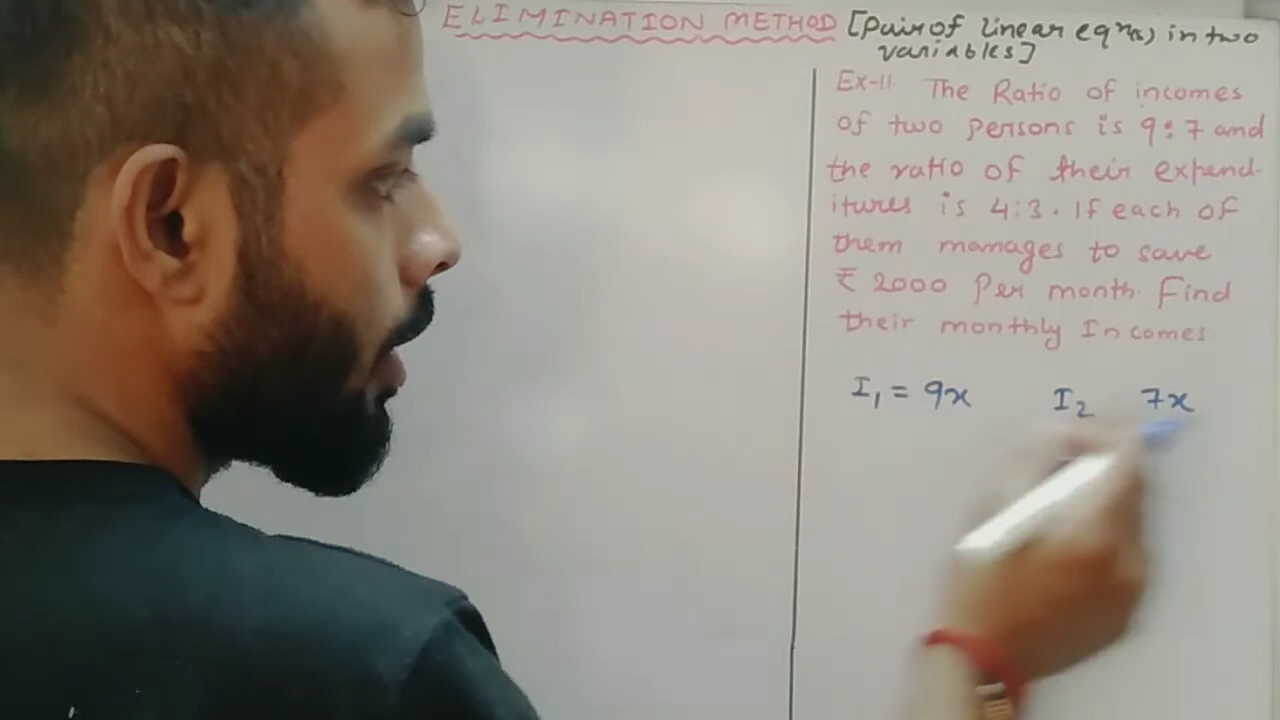 ELIMINATION METHOD [Pair of linear eqn(s) in two
variables]
Ex-11 The Ratio of incomes
of two persons is 9:7 and
the ratio of their expend-
itures is 4:3. If each of
them manages to save
₹ 2000 Per month. Find
their monthly Incomes
I₁ = 9x I₂ 7x